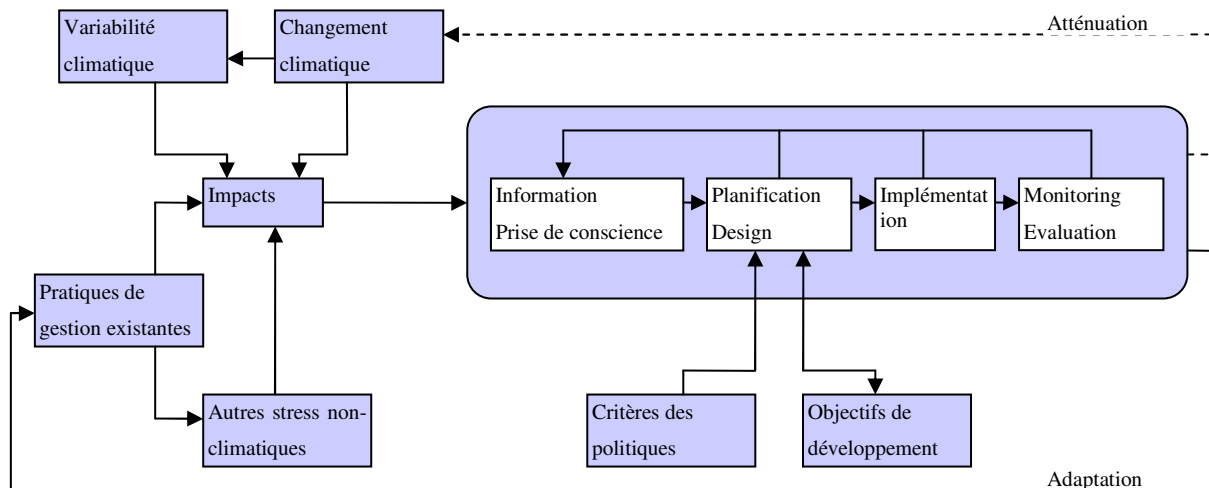 Variabilité
climatique
Changement
climatique
Atténuation
Impacts
Information
Prise de conscience
Planification
Design
Implémentat
ion
Monitoring
Evaluation
Pratiques de
gestion existantes
Autres stress non-
climatiques
Critères des
politiques
Objectifs de
développement
Adaptation